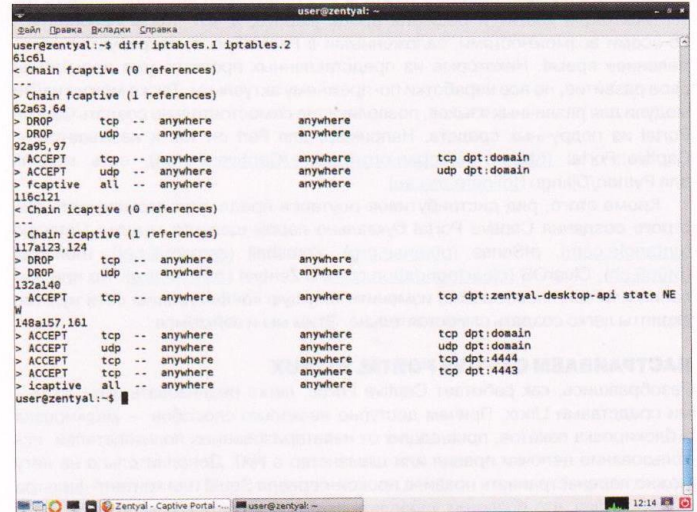 user@zentyal: ~
Файл Правка Вкладки Справка
user@zentyal:~$ diff iptables.1 iptables.2
61c61
< Chain fcaptive (0 references)
---
> Chain fcaptive (1 references)
62a63,64
> DROP tcp -- anywhere anywhere
> DROP udp -- anywhere anywhere
92a95,97
> ACCEPT tcp -- anywhere anywhere tcp dpt:domain
> ACCEPT udp -- anywhere anywhere udp dpt:domain
> fcaptive all -- anywhere anywhere
116c121
< Chain icaptive (0 references)
---
> Chain icaptive (1 references)
117a123,124
> DROP tcp -- anywhere anywhere
> DROP udp -- anywhere anywhere
132a140
> ACCEPT tcp -- anywhere anywhere tcp dpt:zentyal-desktop-api state NE
W
148a157,161
> ACCEPT tcp -- anywhere anywhere tcp dpt:domain
> ACCEPT udp -- anywhere anywhere udp dpt:domain
> ACCEPT tcp -- anywhere anywhere tcp dpt:4444
> ACCEPT tcp -- anywhere anywhere tcp dpt:4443
> icaptive all -- anywhere anywhere
user@zentyal:~$
Zentyal - Captive Portal -... user@zentyal: ~ 12:14